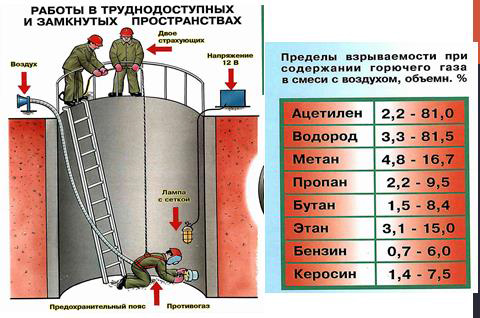 РАБОТЫ В ТРУДНОДОСТУПНЫХ
И ЗАМКНУТЫХ ПРОСТРАНСТВАХ
Двое
страхующих
Воздух
Напряжение
12 В
Лампа
с сеткой
Предохранительный пояс
Противогаз
Пределы взрываемости при
содержании горючего газа
в смеси с воздухом, объемн. %
Ацетилен 2,2 - 81,0
Водород 3,3 - 81,5
Метан 4,8 - 16,7
Пропан 2,2 - 9,5
Бутан 1,5 - 8,4
Этан 3,1 - 15,0
Бензин 0,7 - 6,0
Керосин 1,4 - 7,5